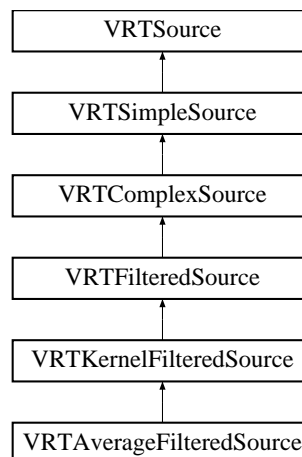 VRTSource
VRTSimpleSource
VRTComplexSource
VRTFilteredSource
VRTKernelFilteredSource
VRTAverageFilteredSource